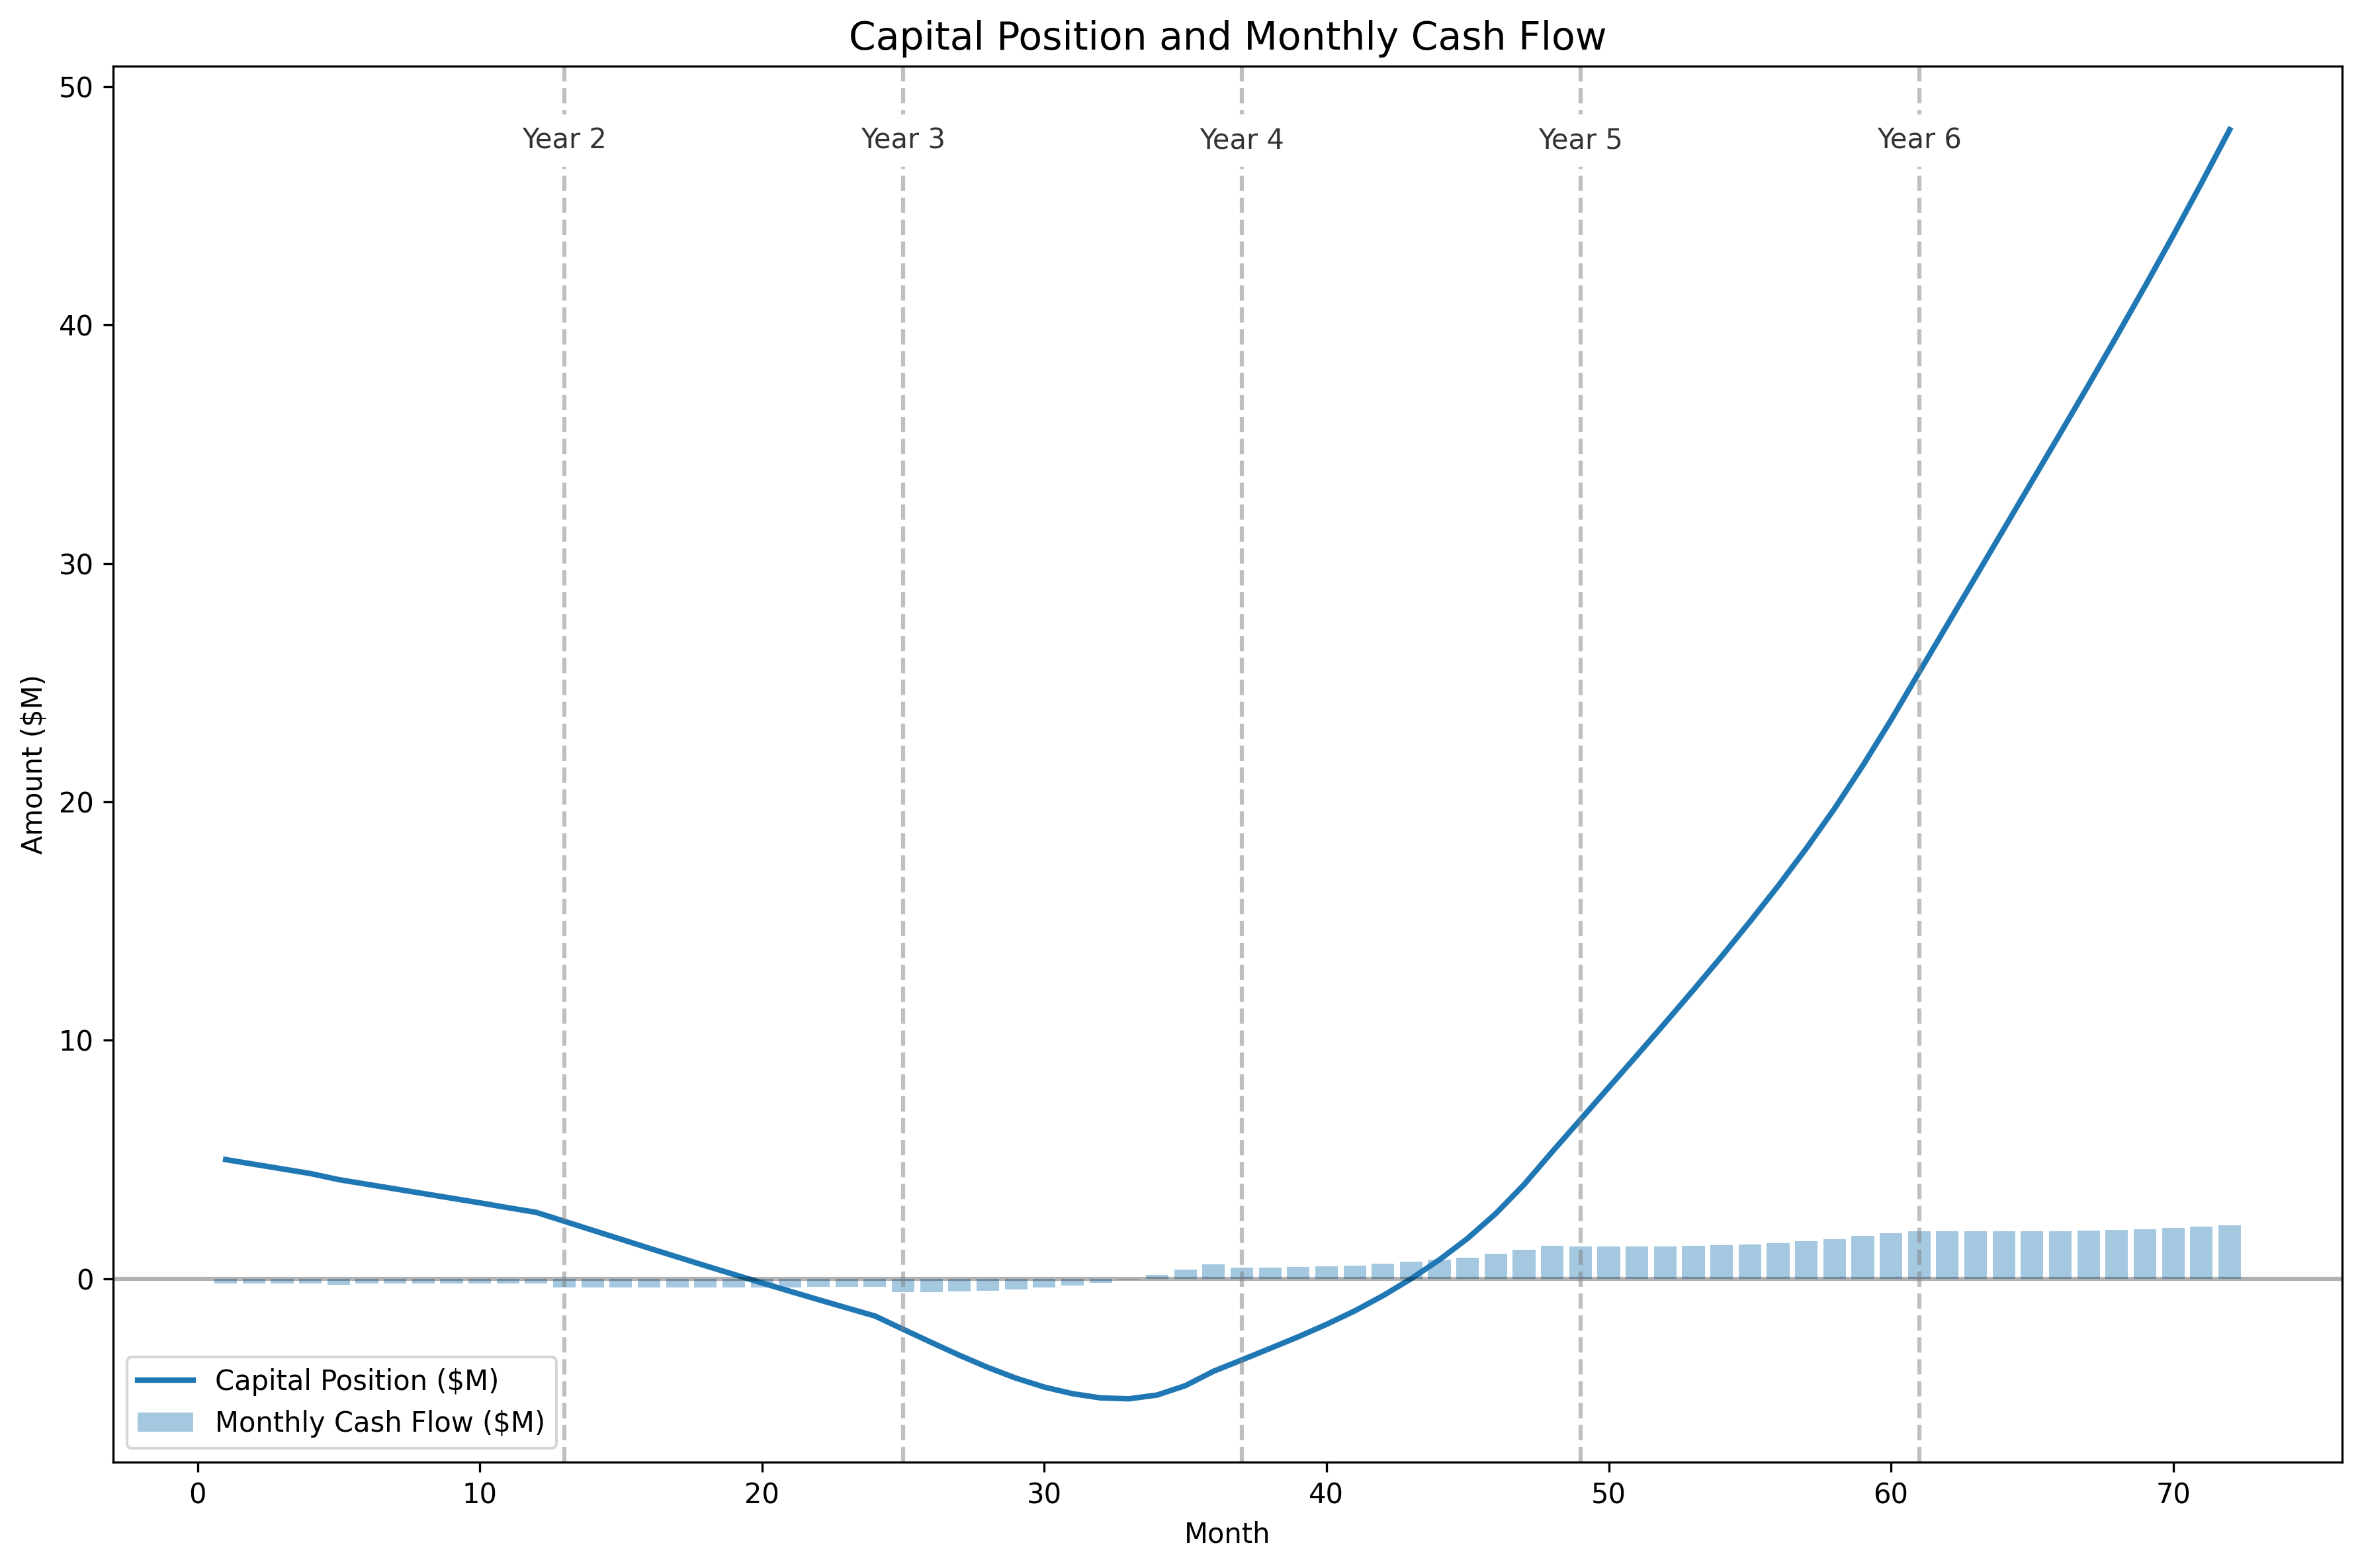 Capital Position and Monthly Cash Flow
50
40
30
20
10
0
Amount ($M)
Year 2
Year 3
Year 4
Year 5
Year 6
Capital Position ($M)
Monthly Cash Flow ($M)
0
10
20
30
40
50
60
70
Month